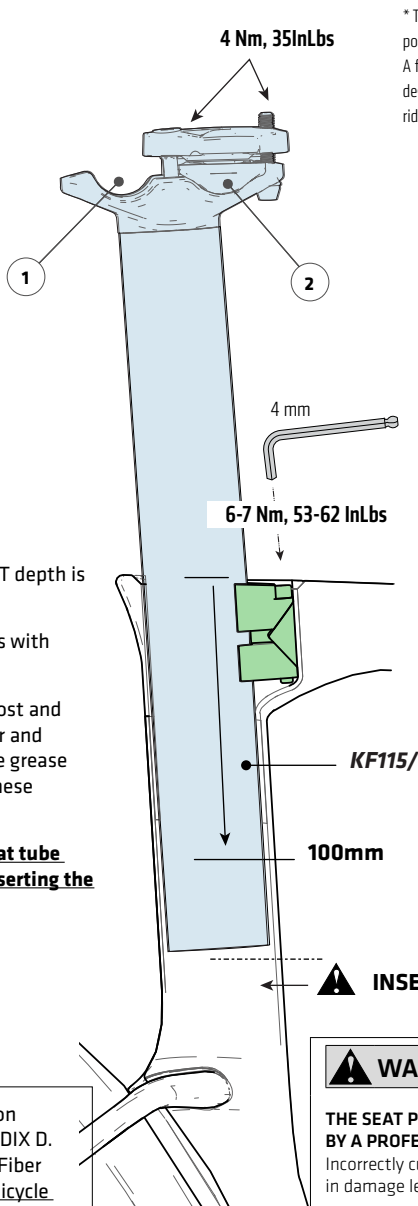 * T
po
A f
de
rid
4 Nm, 35InLbs
1
2
4 mm
6-7 Nm, 53-62 InLbs
T depth is
s with
ost and
r and
e grease
hese
at tube
serting the
KF115/
100mm
INSE
WA
THE SEAT P
BY A PROFE
Incorrectly cu
in damage le
on
DIX D.
Fiber
icycle